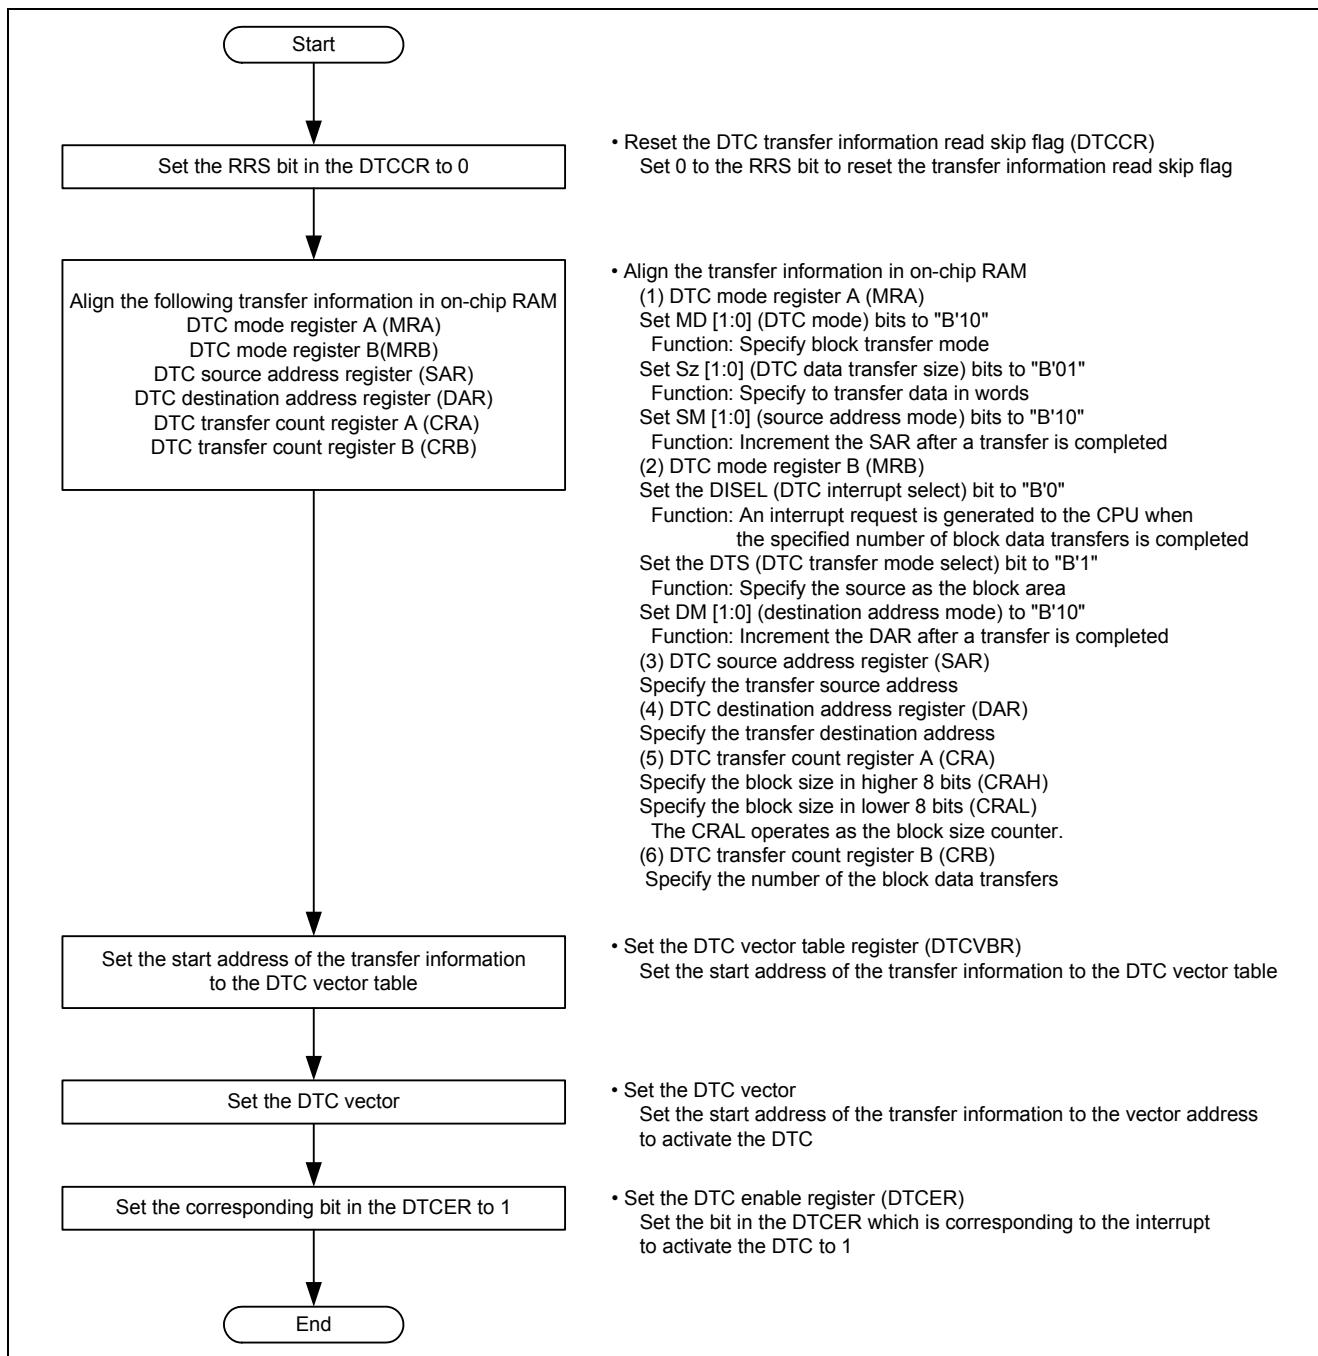 Start
Set the RRS bit in the DTCCR to 0
• Reset the DTC transfer information read skip flag (DTCCR)
Set 0 to the RRS bit to reset the transfer information read skip flag
Align the following transfer information in on-chip RAM
DTC mode register A (MRA)
DTC mode register B(MRB)
DTC source address register (SAR)
DTC destination address register (DAR)
DTC transfer count register A (CRA)
DTC transfer count register B (CRB)
• Align the transfer information in on-chip RAM
(1) DTC mode register A (MRA)
Set MD [1:0] (DTC mode) bits to "B'10"
Function: Specify block transfer mode
Set Sz [1:0] (DTC data transfer size) bits to "B'01"
Function: Specify to transfer data in words
Set SM [1:0] (source address mode) bits to "B'10"
Function: Increment the SAR after a transfer is completed
(2) DTC mode register B (MRB)
Set the DISEL (DTC interrupt select) bit to "B'0"
Function: An interrupt request is generated to the CPU when
the specified number of block data transfers is completed
Set the DTS (DTC transfer mode select) bit to "B'1"
Function: Specify the source as the block area
Set DM [1:0] (destination address mode) to "B'10"
Function: Increment the DAR after a transfer is completed
(3) DTC source address register (SAR)
Specify the transfer source address
(4) DTC destination address register (DAR)
Specify the transfer destination address
(5) DTC transfer count register A (CRA)
Specify the block size in higher 8 bits (CRAH)
Specify the block size in lower 8 bits (CRAL)
The CRAL operates as the block size counter.
(6) DTC transfer count register B (CRB)
Specify the number of the block data transfers
Set the start address of the transfer information
to the DTC vector table
• Set the DTC vector table register (DTCVBR)
Set the start address of the transfer information to the DTC vector table
Set the DTC vector
• Set the DTC vector
Set the start address of the transfer information to the vector address
to activate the DTC
Set the corresponding bit in the DTCER to 1
• Set the DTC enable register (DTCER)
Set the bit in the DTCER which is corresponding to the interrupt
to activate the DTC to 1
End